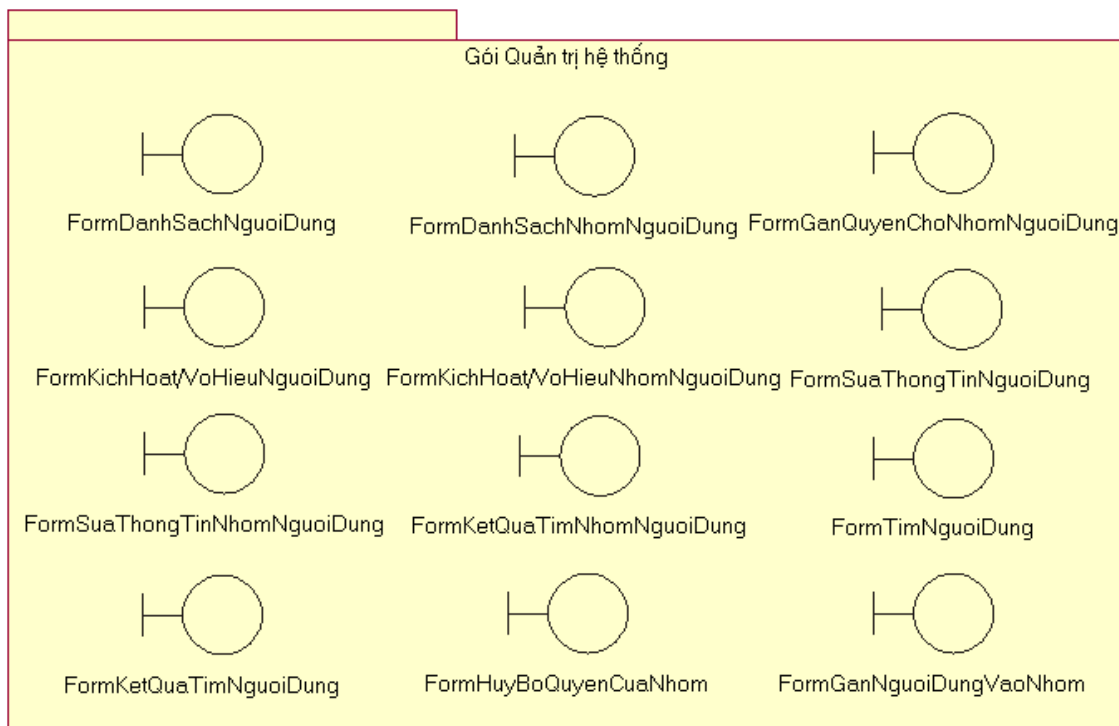 Gói Quản trị hệ thống
FormDanhSachNguoiDung
FormDanhSachNhomNguoiDung
FormGanQuyenChoNhomNguoiDung
FormKichHoat/VoHieuNguoiDung
FormKichHoat/VoHieuNhomNguoiDung
FormSuaThongTinNguoiDung
FormSuaThongTinNhomNguoiDung
FormKetQuaTimNhomNguoiDung
FormTimNguoiDung
FormKetQuaTimNguoiDung
FormHuyBoQuyenCuaNhom
FormGanNguoiDungVaoNhom